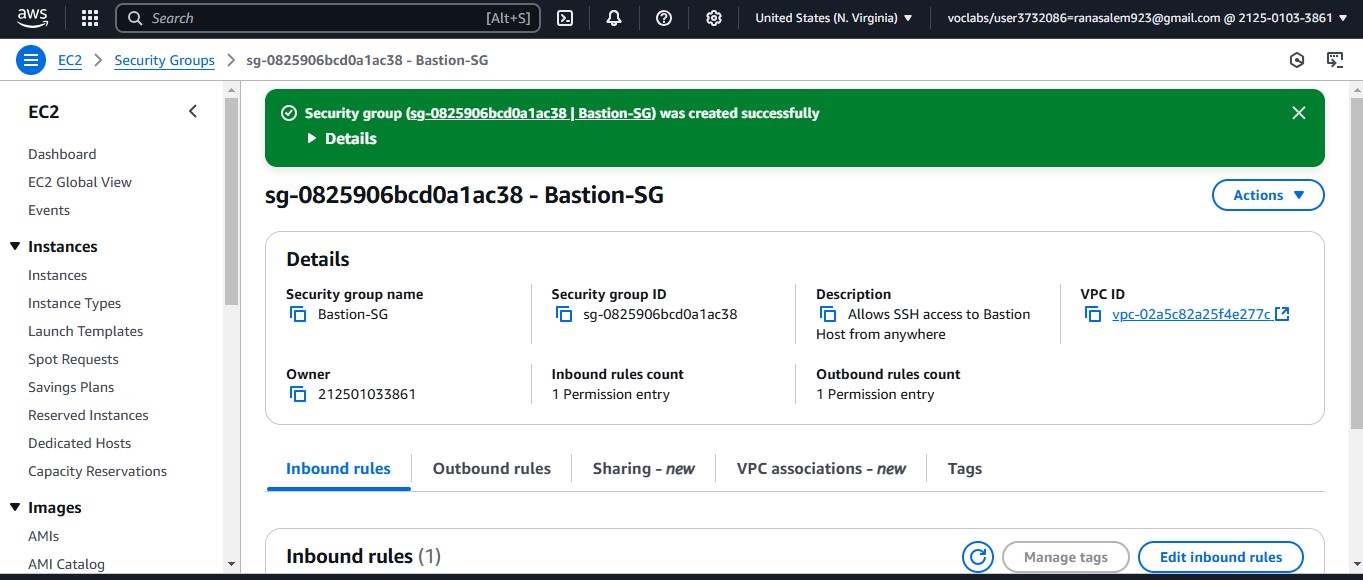 aws
Search [Alt+S] United States (N. Virginia) voclabs/user3732086=ranasalem923@gmail.com @ 2125-0103-3861
EC2 Security Groups sg-0825906bcd0a1ac38 - Bastion-SG
EC2
Dashboard
EC2 Global View
Events
Instances
Instances
Instance Types
Launch Templates
Spot Requests
Savings Plans
Reserved Instances
Dedicated Hosts
Capacity Reservations
Images
AMIs
AMI Catalog
Security group (sg-0825906bcd0a1ac38 | Bastion-SG) was created successfully
Details
sg-0825906bcd0a1ac38 - Bastion-SG
Actions
Details
Security group name
Bastion-SG
Security group ID
sg-0825906bcd0a1ac38
Description
Allows SSH access to Bastion
Host from anywhere
VPC ID
vpc-02a5c82a25f4e277c
Owner
212501033861
Inbound rules count
1 Permission entry
Outbound rules count
1 Permission entry
Inbound rules Outbound rules Sharing - new VPC associations - new Tags
Inbound rules (1)
Manage tags Edit inbound rules